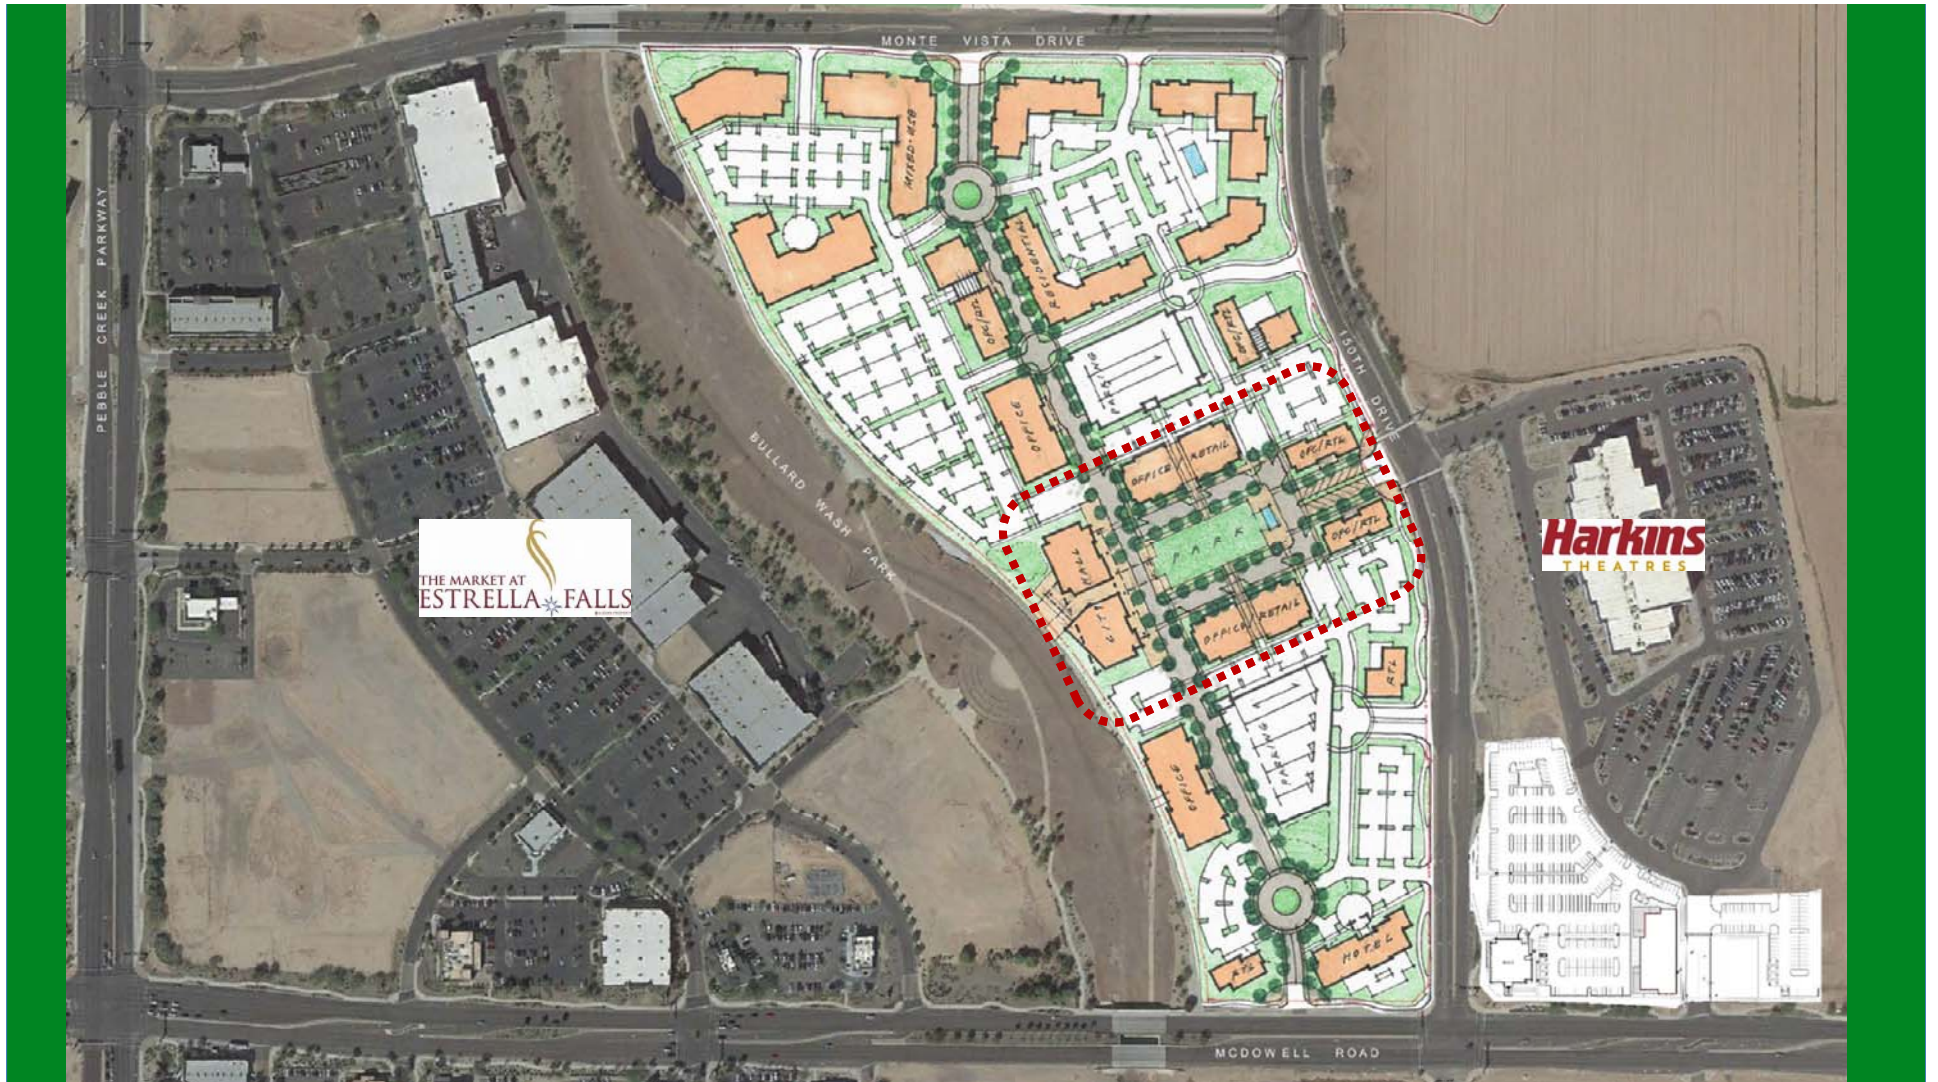 MONTE VISTA DRIVE
PEBBLE CREEK PARKWAY
MIXED-USE
RESIDENTIAL
OFC/RTL
OFC/RTL
PARKING
150TH DRIVE
OFFICE
OFFICE
RETAIL
OFC/RTL
BULLARD WASH PARK
THE MARKET AT
ESTRELLA FALLS
PARK
OFC/RTL
Harkins
THEATRES
CITY
HALL
OFFICE
RETAIL
RTL
PARKING
OFFICE
HOTEL
RTL
MCDOWELL ROAD